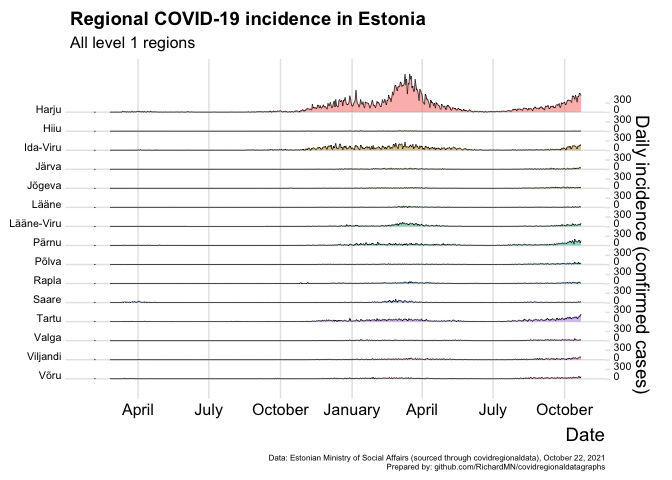 Regional COVID-19 incidence in Estonia
All level 1 regions
Harju
Hiiu
Ida-Viru
Järva
Jõgeva
Lääne
Lääne-Viru
Pärnu
Põlva
Rapla
Saare
Tartu
Valga
Viljandi
Võru
300
0
300
0
300
0
300
0
300
0
300
0
300
0
300
0
300
0
300
0
300
0
300
0
300
0
300
0
300
0
Daily incidence (confirmed cases)
April July October January April July October
Date
Data: Estonian Ministry of Social Affairs (sourced through covidregionaldata), October 22, 2021
Prepared by: github.com/RichardMN/covidregionaldatagraphs